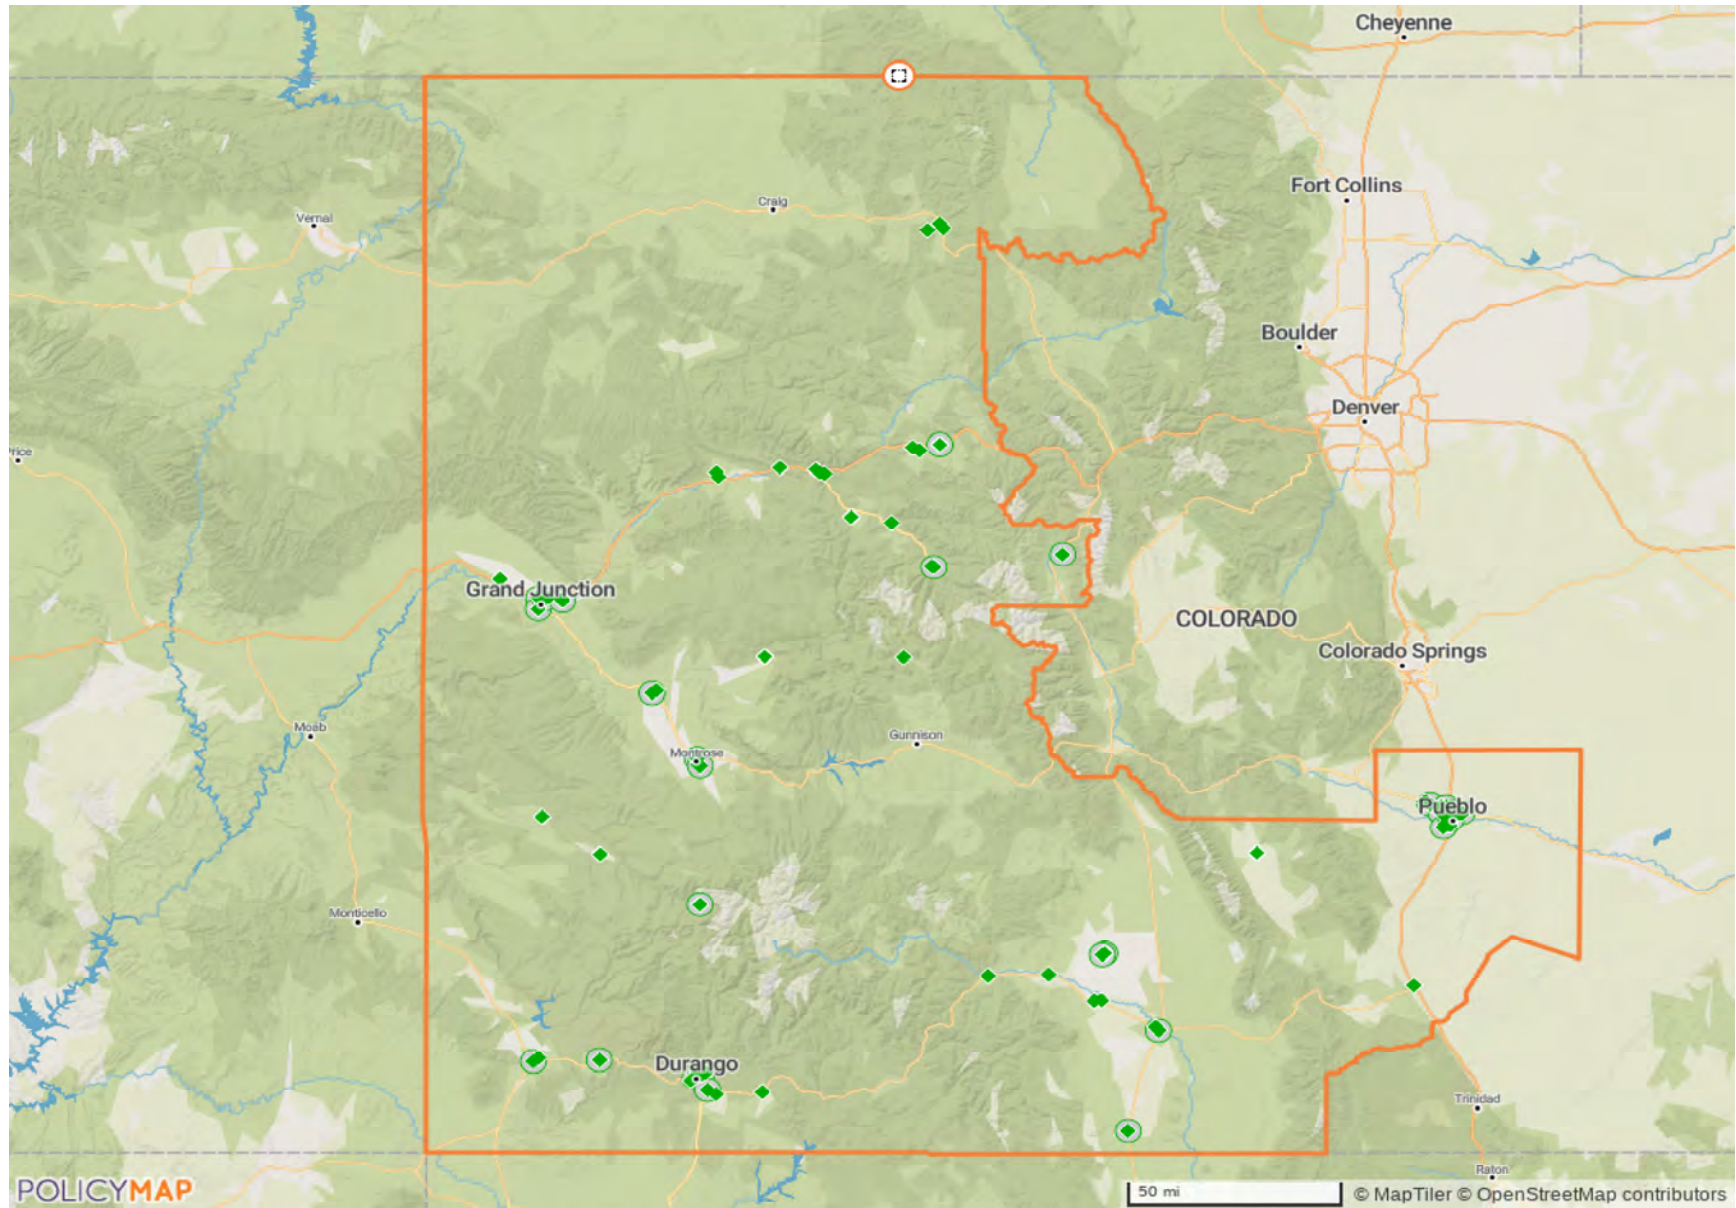 Cheyenne
Fort Collins
Craig
Vernal
Boulder
Denver
rice
Grand Junction
COLORADO
Colorado Springs
Moab
Gunnison
Montrose
Pueblo
Monticello
Durango
Trinidad
Raton
POLICYMAP
50 mi
© MapTiler © OpenStreetMap contributors